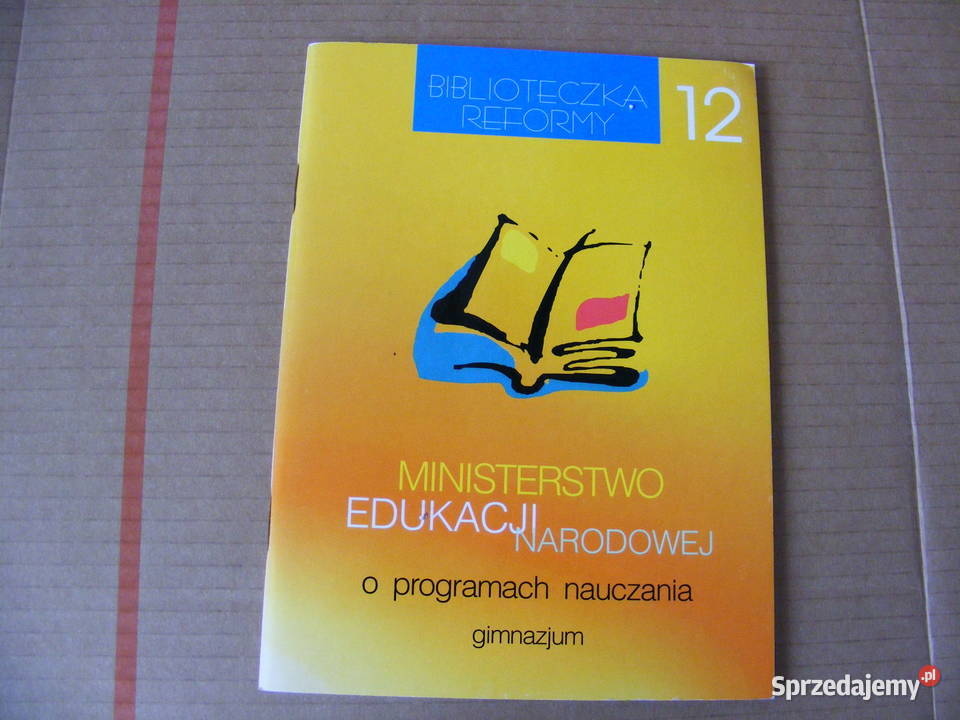 BIBLIOTECZKA
REFORMY
12
MINISTERSTWO
EDUKACJI
NARODOWEJ
o programach nauczania
gimnazjum
Sprzedajemy.pl